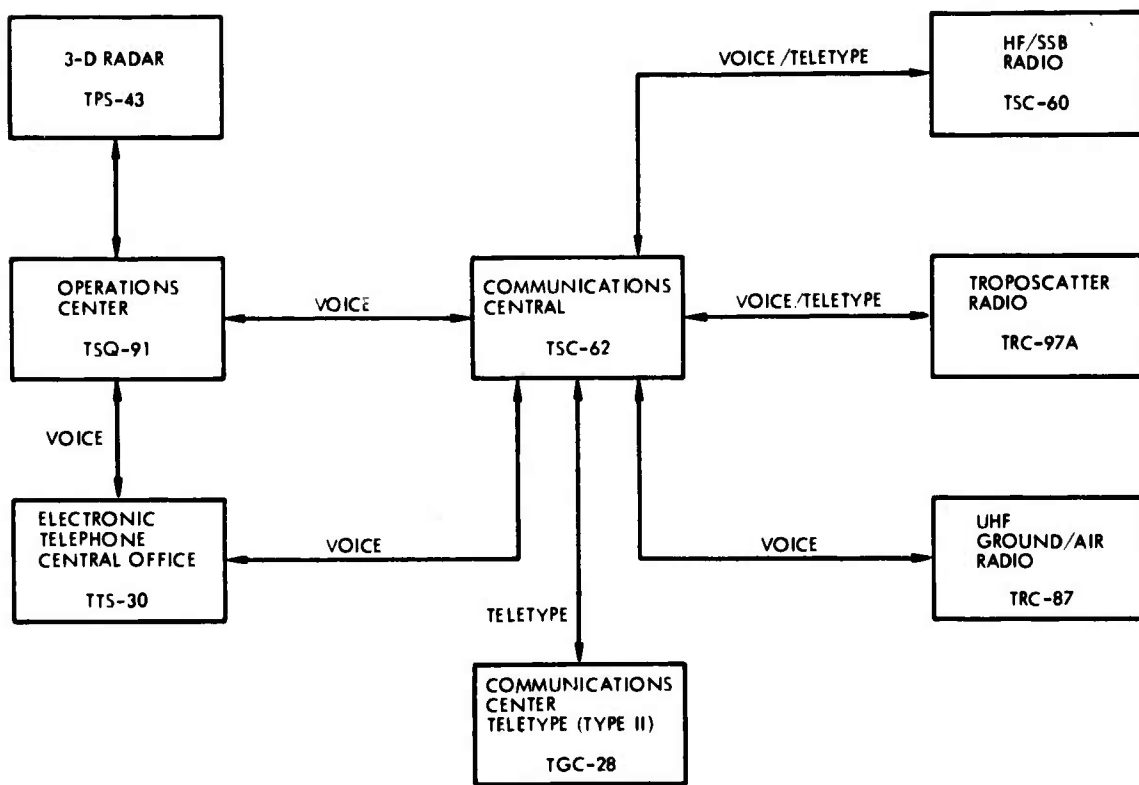 3-D RADAR
TPS-43
VOICE/TELETYPE
HF/SSB
RADIO
TSC-60
OPERATIONS
CENTER
TSQ-91
VOICE
COMMUNICATIONS
CENTRAL
TSC-62
VOICE/TELETYPE
TROPOSCATTER
RADIO
TRC-97A
VOICE
ELECTRONIC
TELEPHONE
CENTRAL OFFICE
TTS-30
VOICE
VOICE
UHF
GROUND/AIR
RADIO
TRC-87
TELETYPE
COMMUNICATIONS
CENTER
TELETYPE (TYPE II)
TGC-28